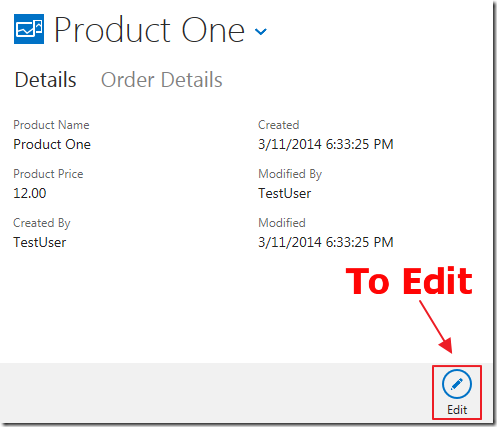 Product One
Details Order Details
Product Name Created
Product One 3/11/2014 6:33:25 PM
Product Price Modified By
12.00 TestUser
Created By Modified
TestUser 3/11/2014 6:33:25 PM
To Edit
Edit